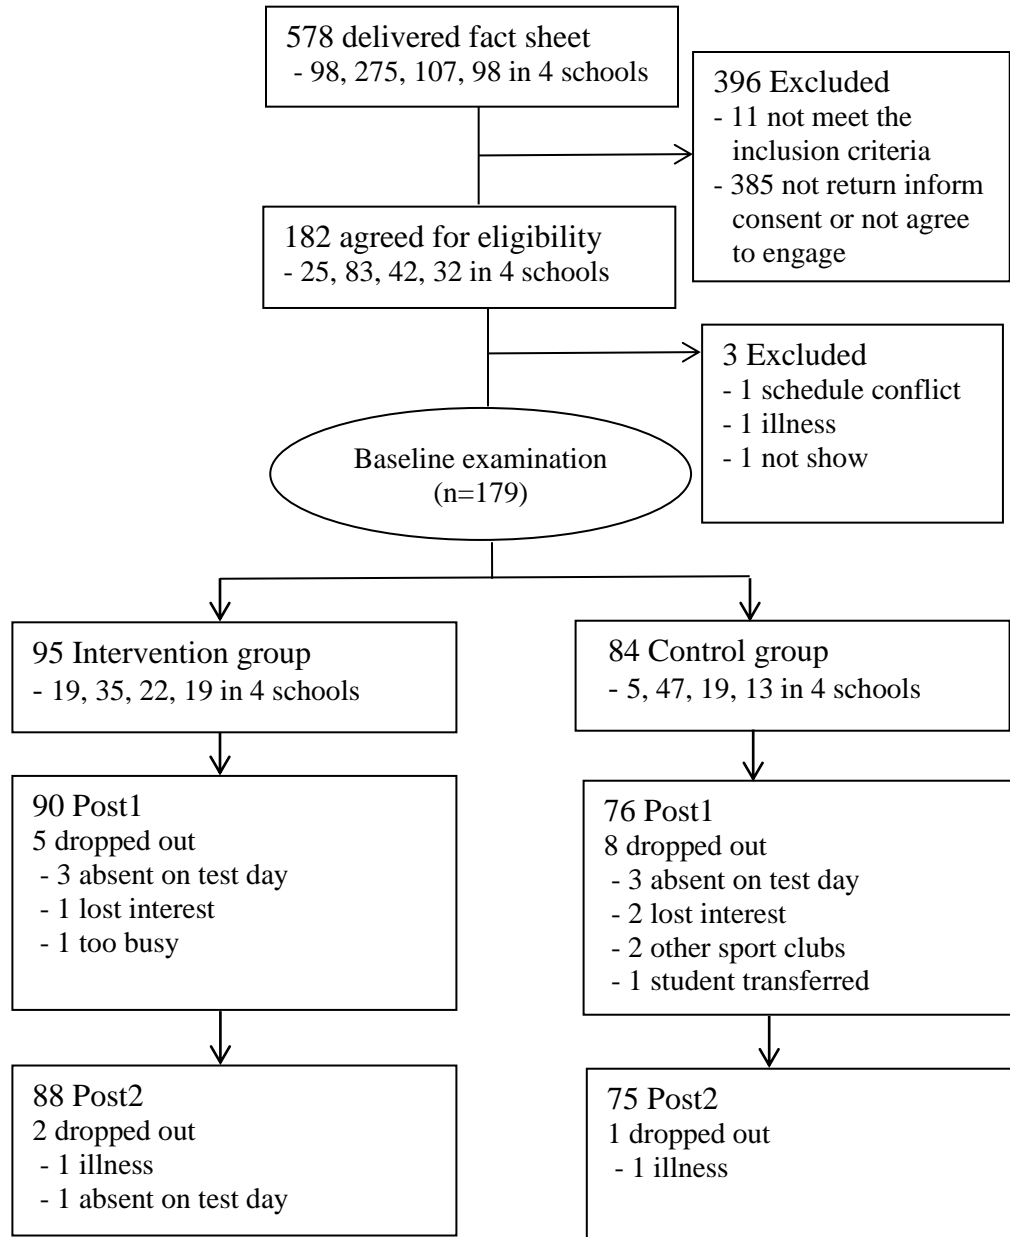 578 delivered fact sheet
- 98, 275, 107, 98 in 4 schools
396 Excluded
- 11 not meet the
inclusion criteria
- 385 not return inform
consent or not agree
to engage
182 agreed for eligibility
- 25, 83, 42, 32 in 4 schools
3 Excluded
- 1 schedule conflict
- 1 illness
- 1 not show
Baseline examination
(n=179)
95 Intervention group
- 19, 35, 22, 19 in 4 schools
84 Control group
- 5, 47, 19, 13 in 4 schools
90 Post1
5 dropped out
- 3 absent on test day
- 1 lost interest
- 1 too busy
76 Post1
8 dropped out
- 3 absent on test day
- 2 lost interest
- 2 other sport clubs
- 1 student transferred
88 Post2
2 dropped out
- 1 illness
- 1 absent on test day
75 Post2
1 dropped out
- 1 illness